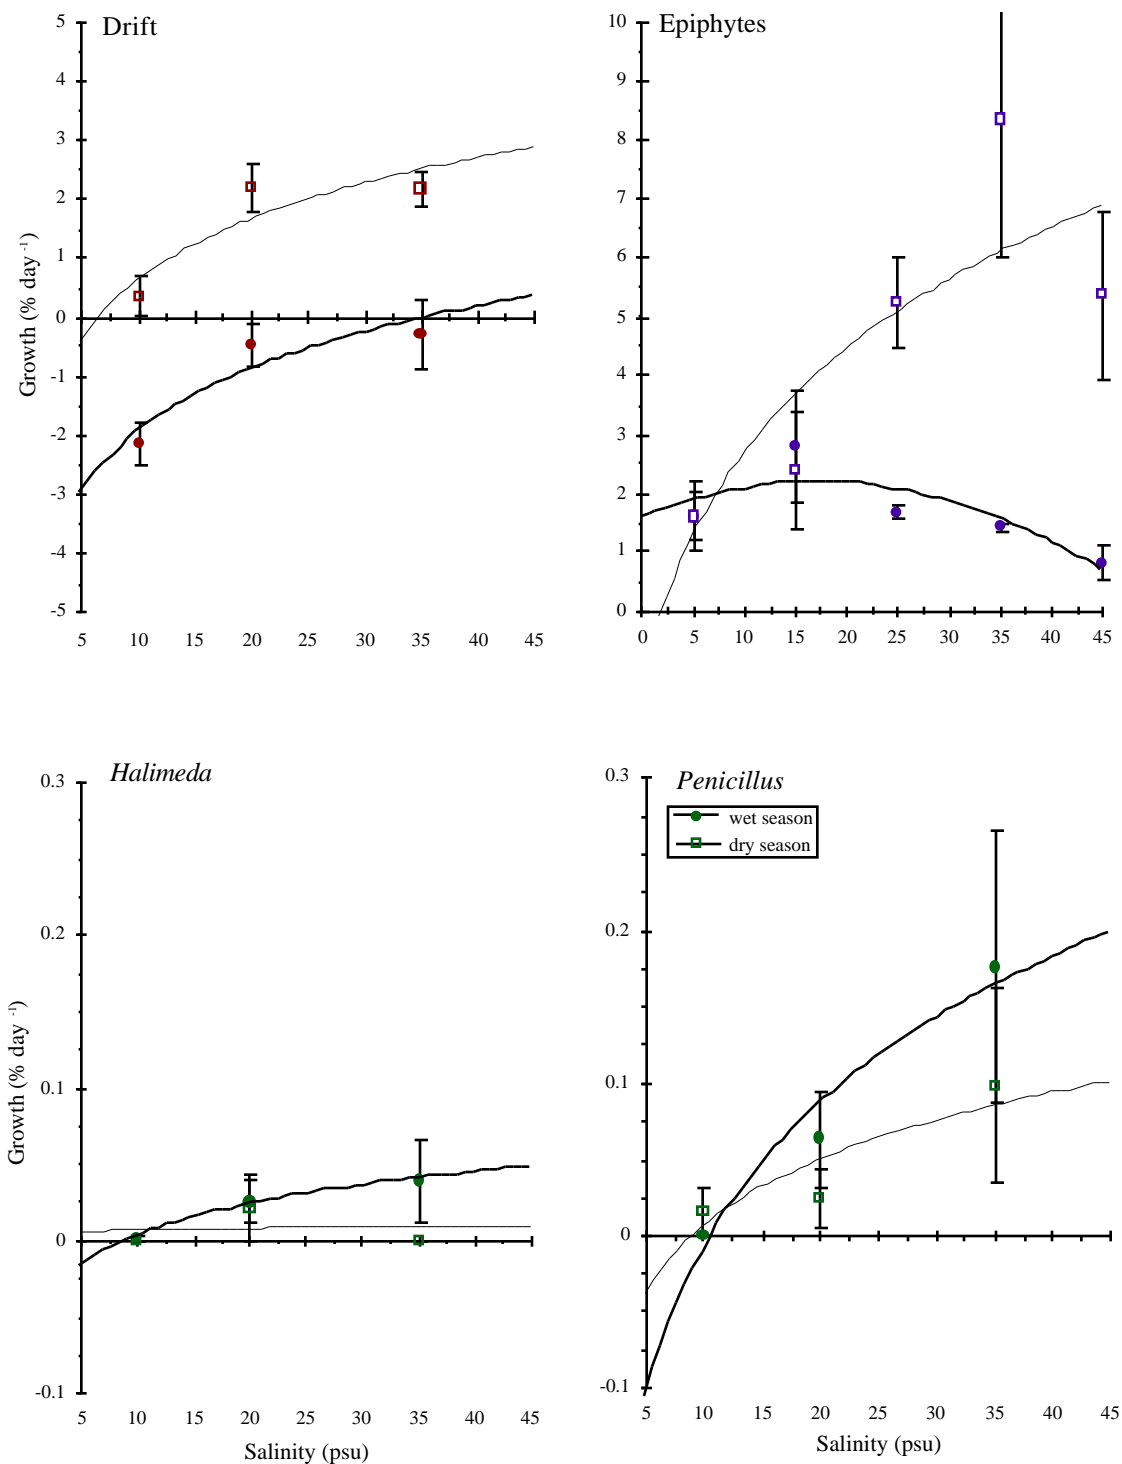 Drift
5
4
3
2
1
0
-1
-2
-3
-4
-5
Growth (% day -1)
5 10 15 20 25 30 35 40 45
Epiphytes
10
9
8
7
6
5
4
3
2
1
0
0 5 10 15 20 25 30 35 40 45
Halimeda
0.3
0.2
0.1
0
-0.1
Growth (% day -1)
5 10 15 20 25 30 35 40 45
Salinity (psu)
Penicillus
wet season
dry season
0.3
0.2
0.1
0
-0.1
5 10 15 20 25 30 35 40 45
Salinity (psu)